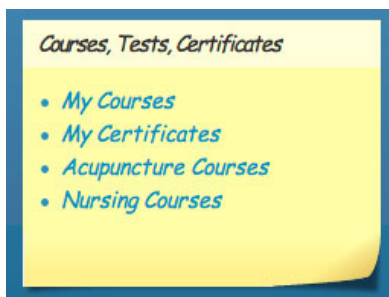 Courses, Tests, Certificates
My Courses
My Certificates
Acupuncture Courses
Nursing Courses